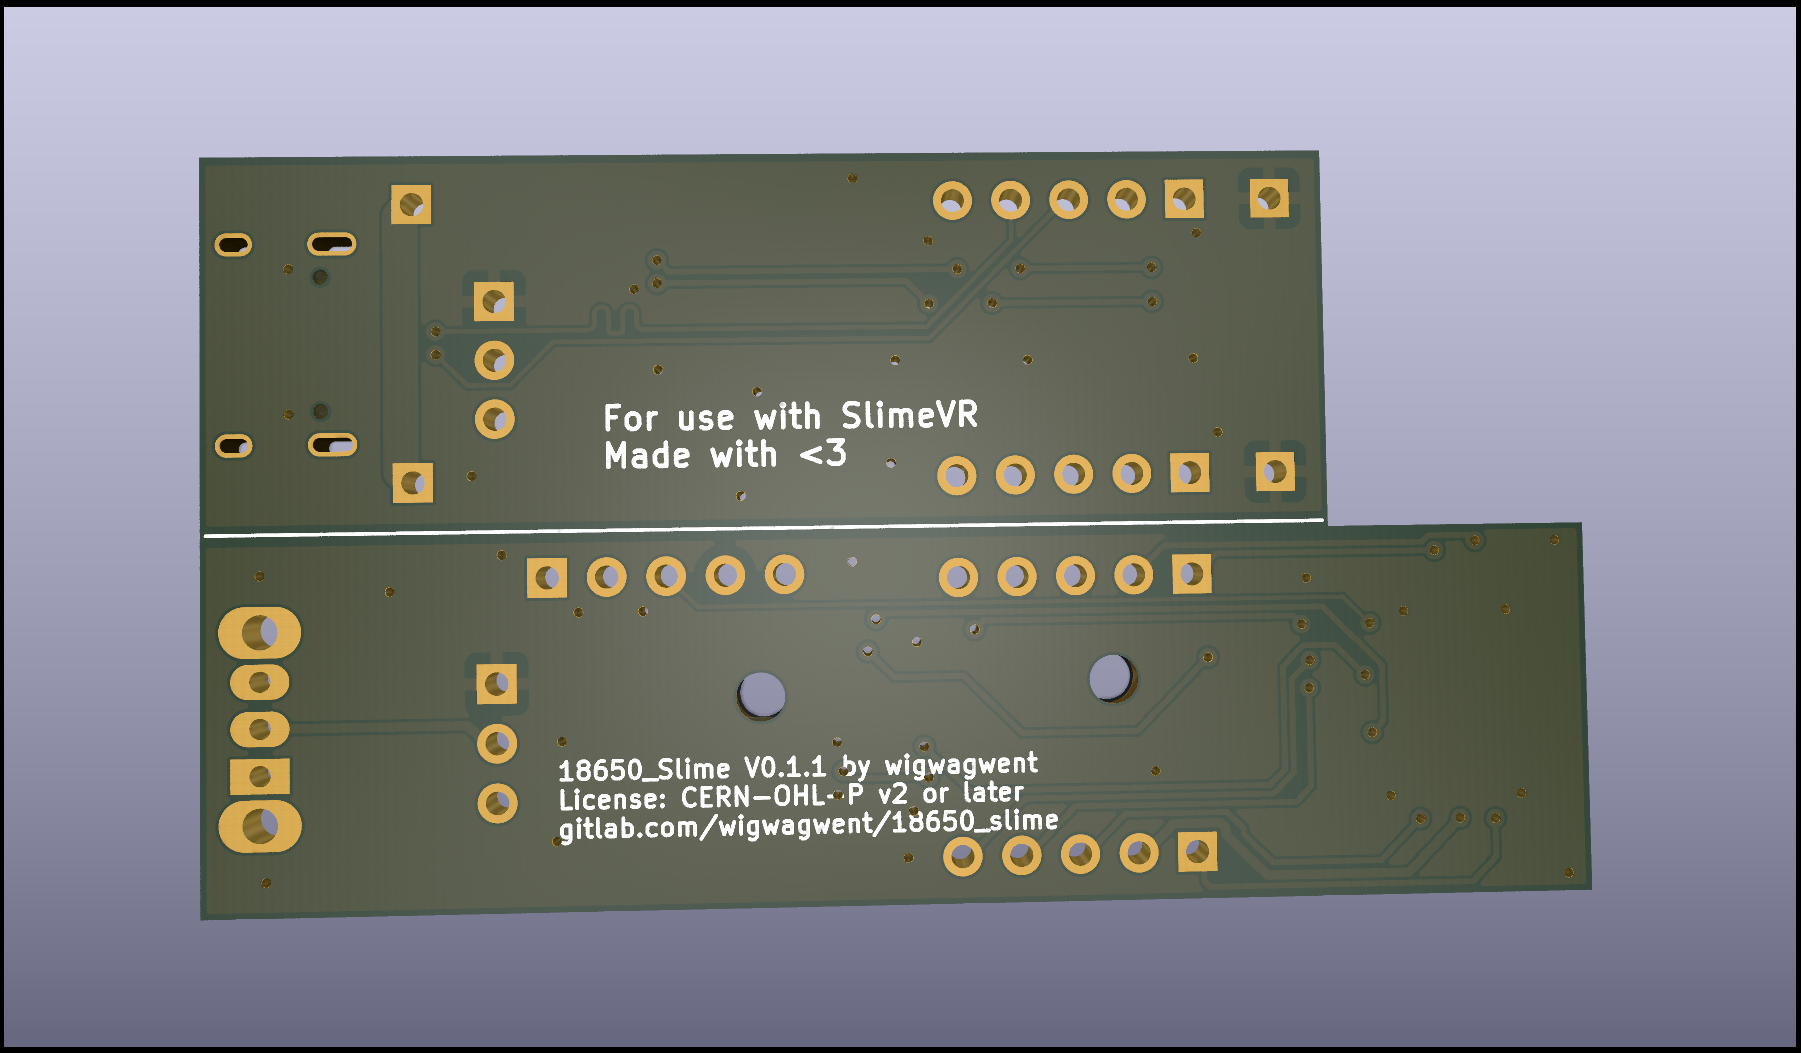 For use with SlimeVR
Made with <3
18650_Slime V0.1.1 by wigwagwent
License: CERN-OHL-P v2 or later
gitlab.com/wigwagwent/18650_slime